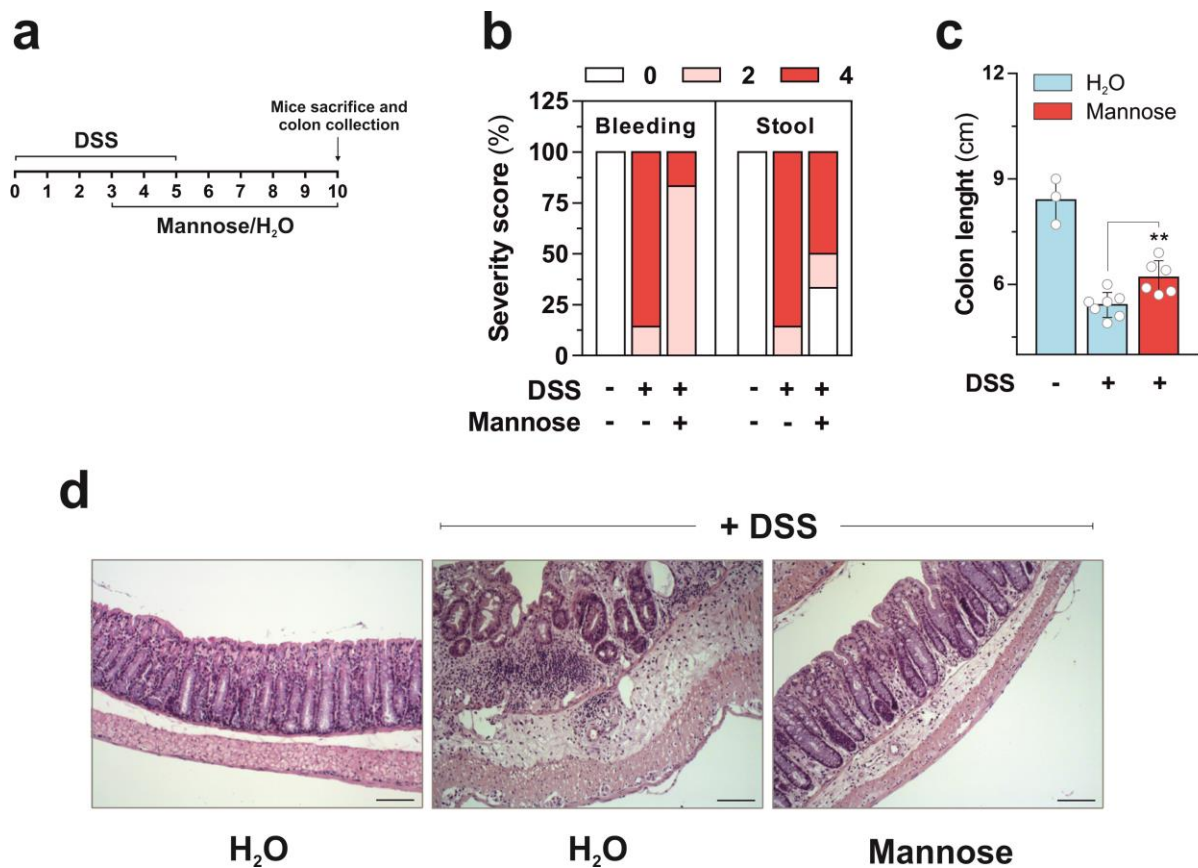 a
Mice sacrifice and
colon collection
DSS
0 1 2 3 4 5 6 7 8 9 10
Mannose/H₂O
b
0 2 4
Severity score (%)
125
100
75
50
25
0
Bleeding Stool
DSS - + + - + +
Mannose - - + - - +
c
H₂O
Mannose
Colon lenght (cm)
12
9
6
**
DSS - + +
d
+ DSS
H₂O H₂O Mannose